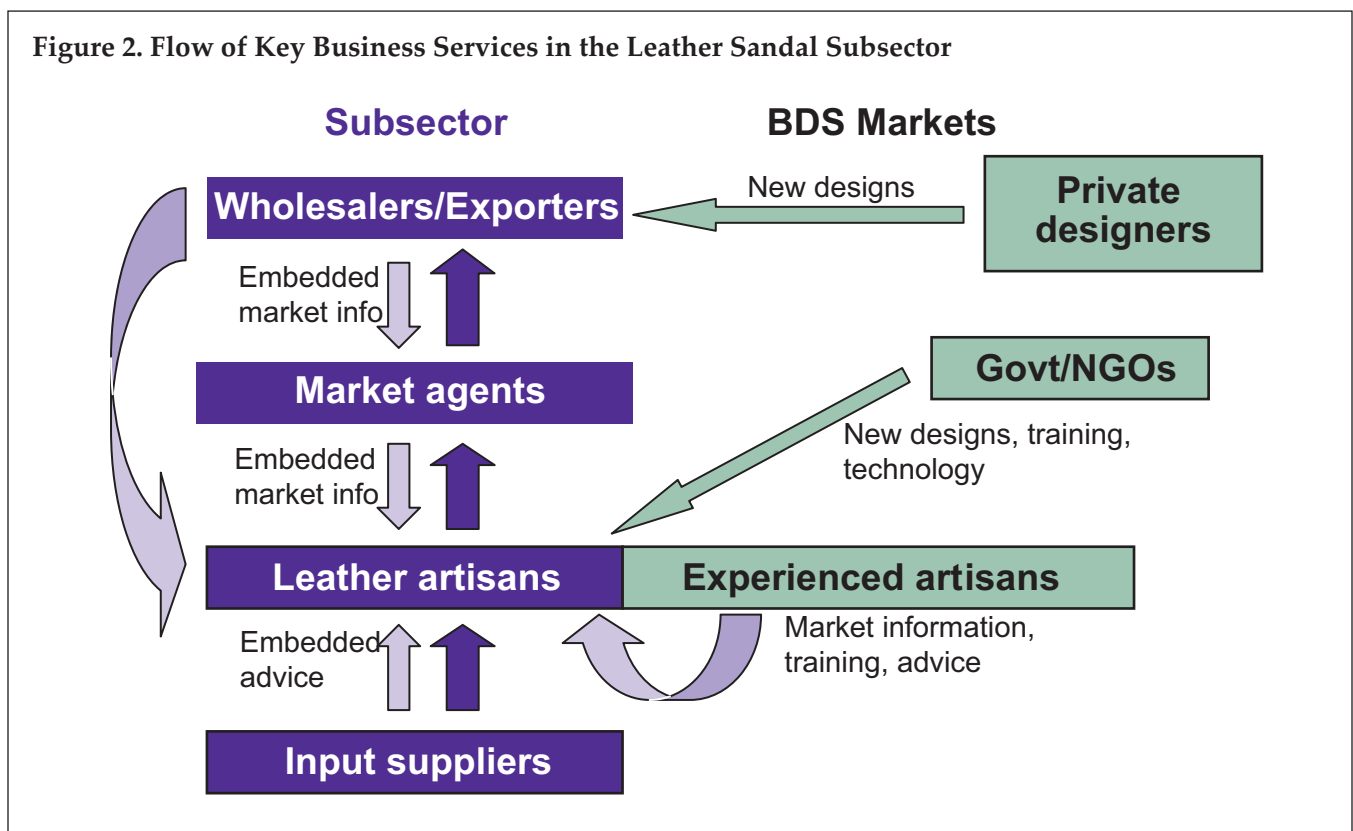 Figure 2. Flow of Key Business Services in the Leather Sandal Subsector
Subsector
BDS Markets
Wholesalers/Exporters
New designs
Private
designers
Embedded
market info
Market agents
Govt/NGOs
New designs, training,
technology
Embedded
market info
Leather artisans
Experienced artisans
Embedded
advice
Market information,
training, advice
Input suppliers